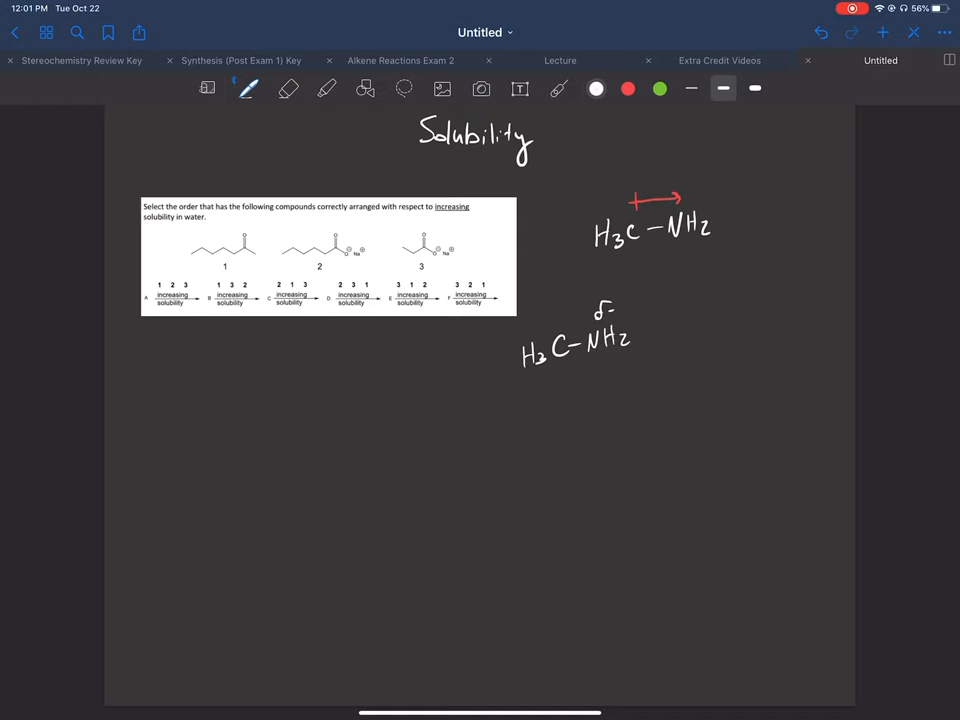 12:01 PM Tue Oct 22
56%
Untitled
Stereochemistry Review Key
Synthesis (Post Exam 1) Key
Alkene Reactions Exam 2
Lecture
Extra Credit Videos
Untitled
T
Solubility
Select the order that has the following compounds correctly arranged with respect to increasing
solubility in water.
O
O
O
O⊖ Na⊕
O⊖ Na⊕
1
2
3
1 2 3
1 3 2
2 1 3
2 3 1
3 1 2
3 2 1
A increasing
solubility
B increasing
solubility
C increasing
solubility
D increasing
solubility
E increasing
solubility
F increasing
solubility
H₃C–NH₂
δ-
H₃C–NH₂